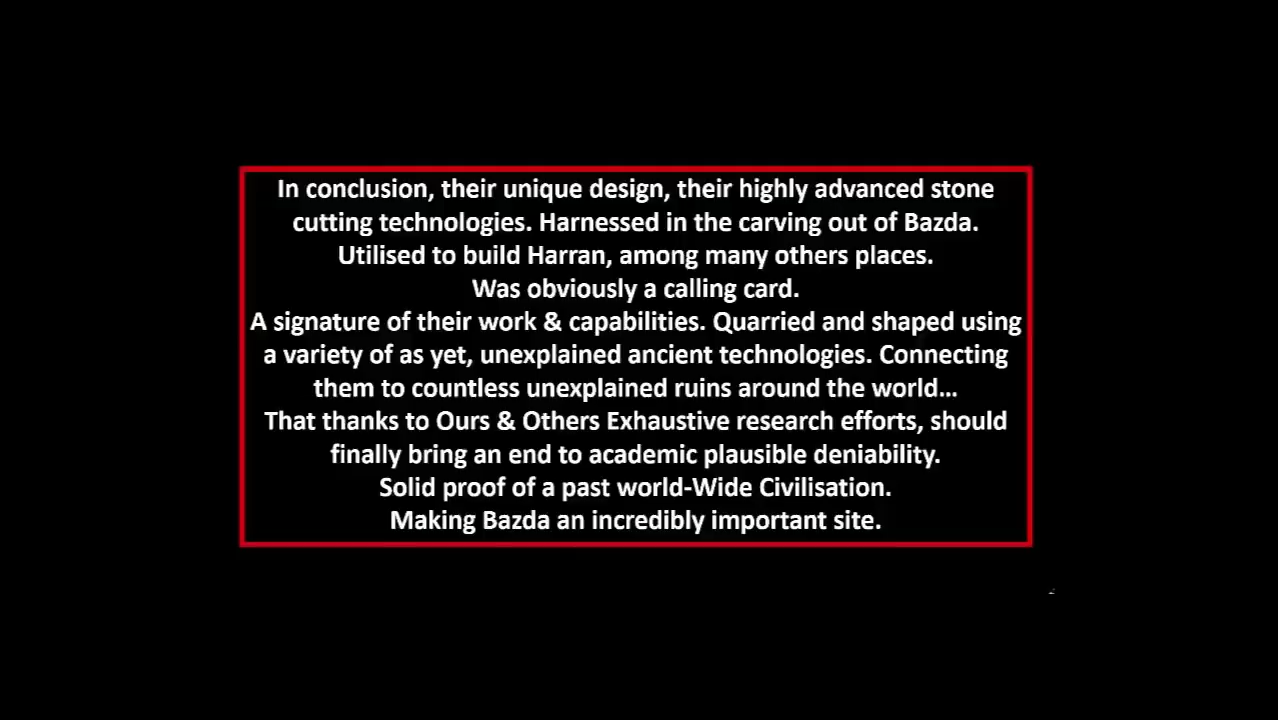 In conclusion, their unique design, their highly advanced stone
cutting technologies. Harnessed in the carving out of Bazda.
Utilised to build Harran, among many others places.
Was obviously a calling card.
A signature of their work & capabilities. Quarried and shaped using
a variety of as yet, unexplained ancient technologies. Connecting
them to countless unexplained ruins around the world...
That thanks to Ours & Others Exhaustive research efforts, should
finally bring an end to academic plausible deniability.
Solid proof of a past world-Wide Civilisation.
Making Bazda an incredibly important site.